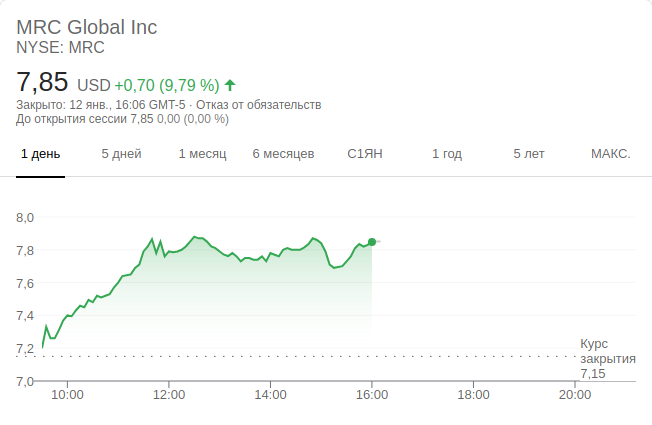 MRC Global Inc
NYSE: MRC
7,85 USD +0,70 (9,79 %)
Закрыто: 12 янв., 16:06 GMT-5 · Отказ от обязательств
До открытия сессии 7,85 0,00 (0,00 %)
1 день 5 дней 1 месяц 6 месяцев С1ЯН 1 год 5 лет МАКС.
8,0
7,8
7,6
7,4
7,2
Курс
закрытия
7,15
7,0
10:00 12:00 14:00 16:00 18:00 20:00